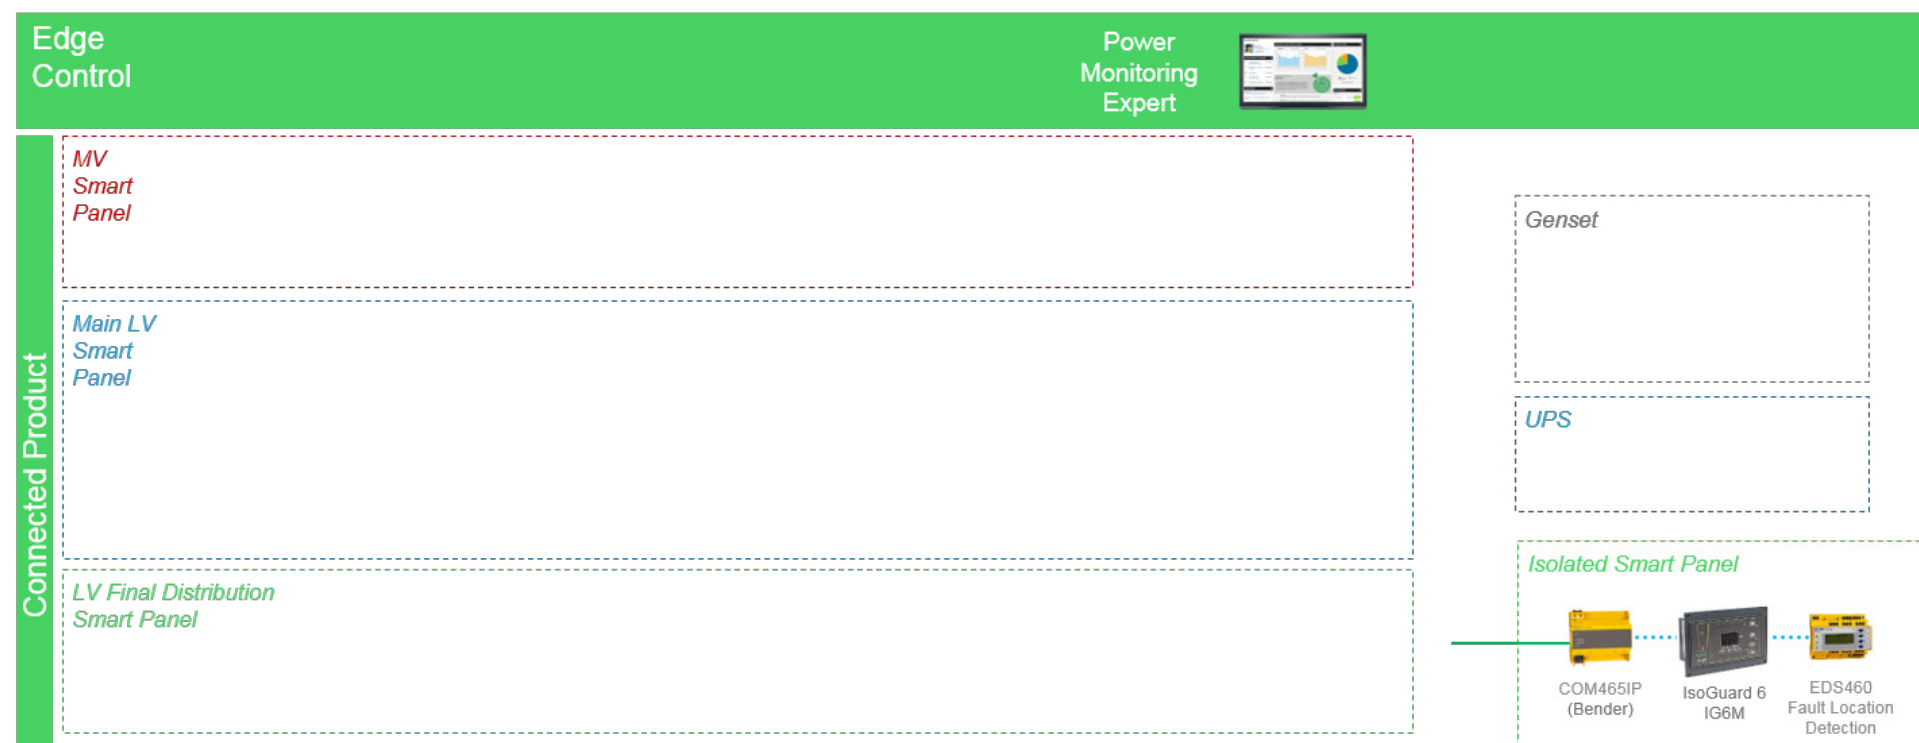 Edge
Control
Power
Monitoring
Expert
Connected Product
MV
Smart
Panel
Main LV
Smart
Panel
LV Final Distribution
Smart Panel
Genset
UPS
Isolated Smart Panel
COM465IP
(Bender)
IsoGuard 6
IG6M
EDS460
Fault Location
Detection